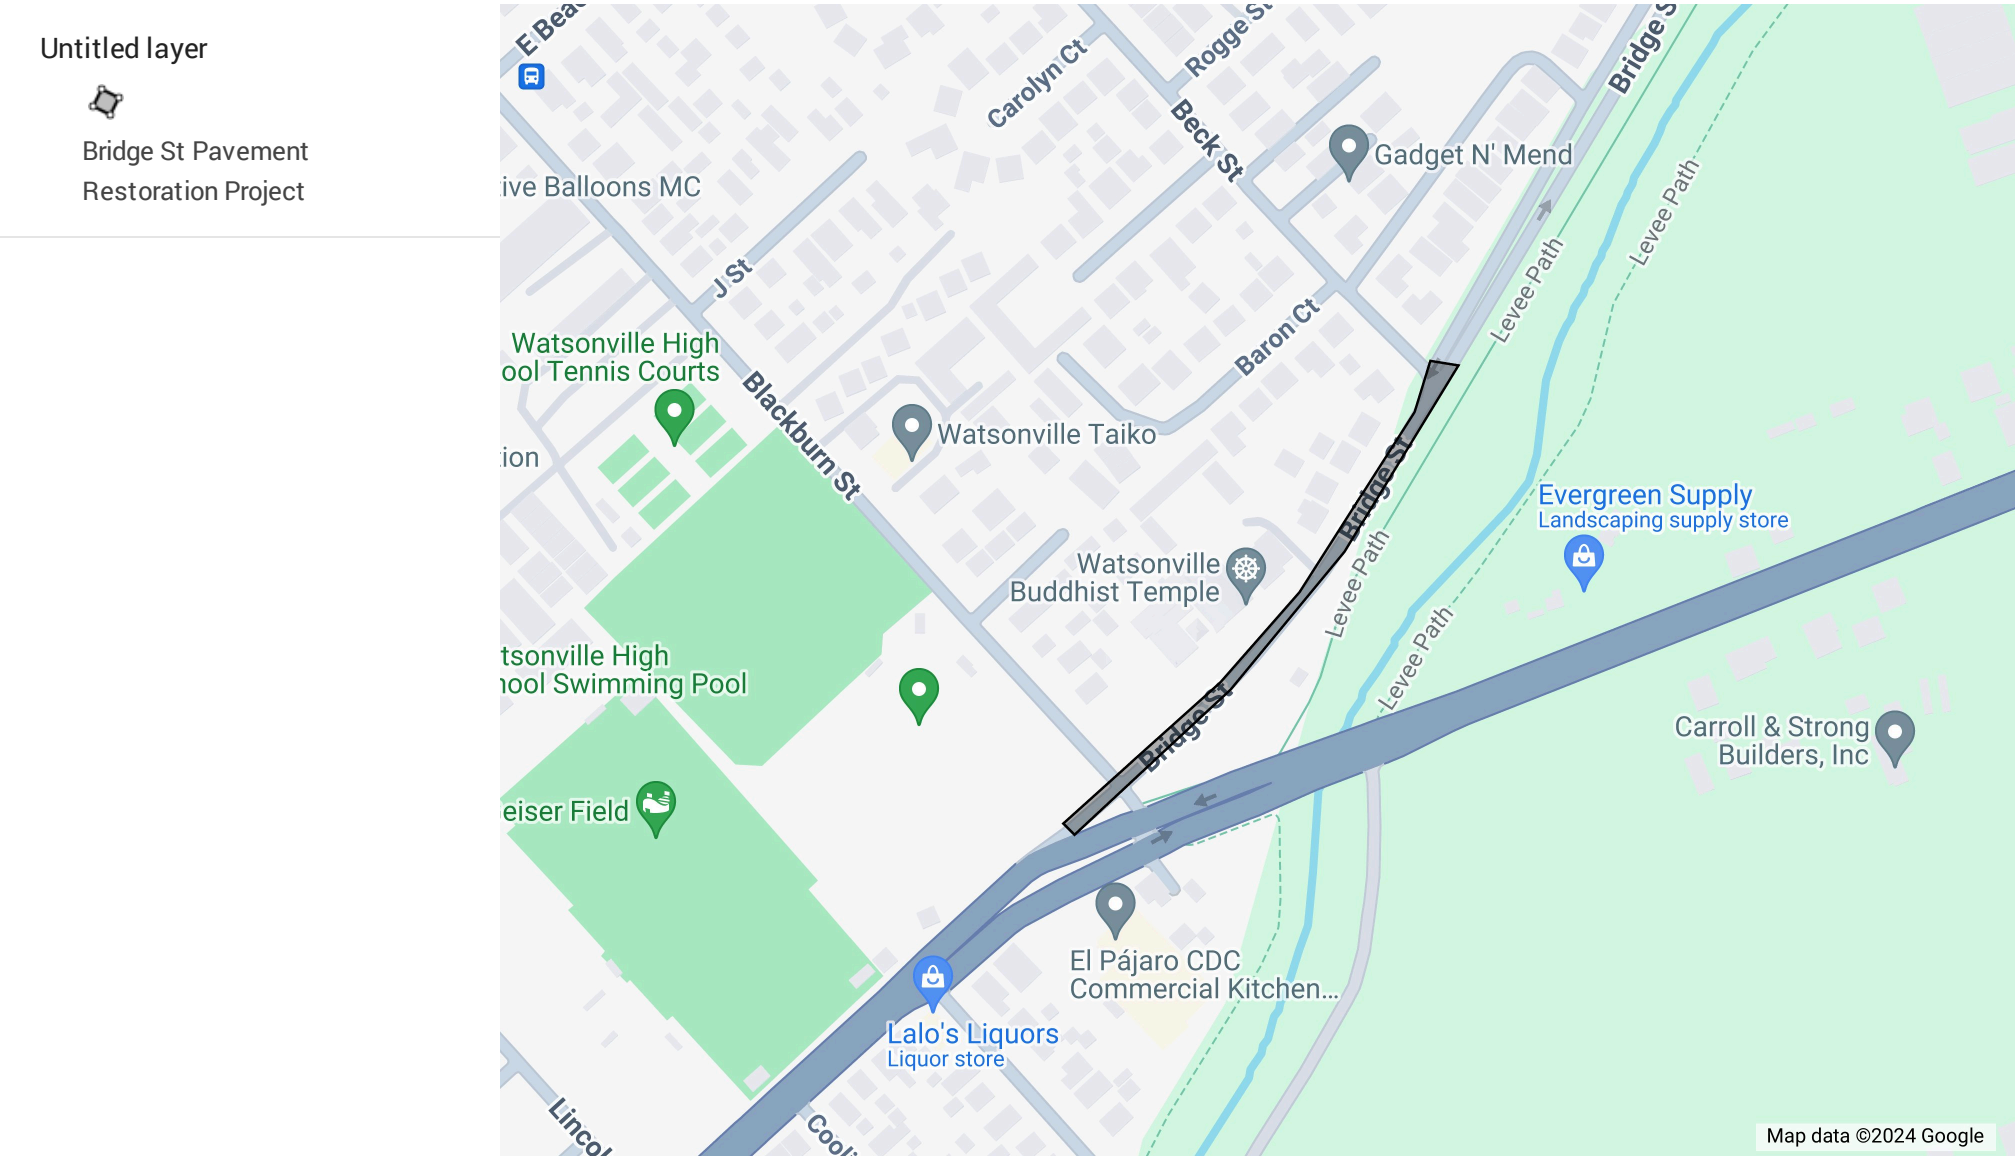 Untitled layer
Bridge St Pavement
Restoration Project
E Bea
Carolyn Ct
Rogge St
Bridge S
Beck St
Gadget N' Mend
ive Balloons MC
Levee Path
J St
Levee Path
Baron Ct
Watsonville High
ool Tennis Courts
Blackburn St
Watsonville Taiko
tion
Bridge St
Evergreen Supply
Landscaping supply store
Watsonville
Buddhist Temple
Levee Path
Levee Path
tsonville High
hool Swimming Pool
Bridge St
Carroll & Strong
Builders, Inc
eiser Field
El Pájaro CDC
Commercial Kitchen...
Lalo's Liquors
Liquor store
Lincol
Cooli
Map data ©2024 Google